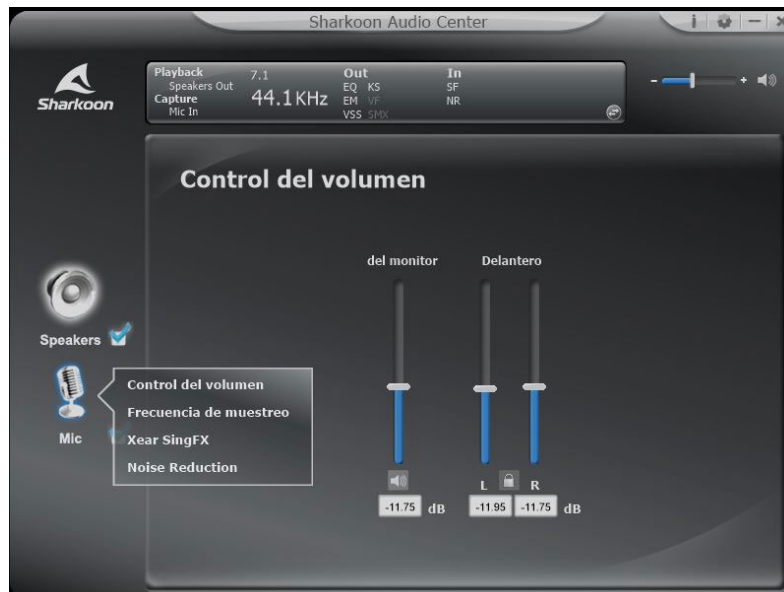 Sharkoon Audio Center
i
Sharkoon
Playback 7.1 Out In
Speakers Out EQ KS SF
Capture 44.1KHz EM VF NR
Mic In VSS SMX
- +
Control del volumen
del monitor Delantero
Speakers
Control del volumen
Frecuencia de muestreo
Mic
Xear SingFX
Noise Reduction
L R
-11.75 dB -11.95 -11.75 dB